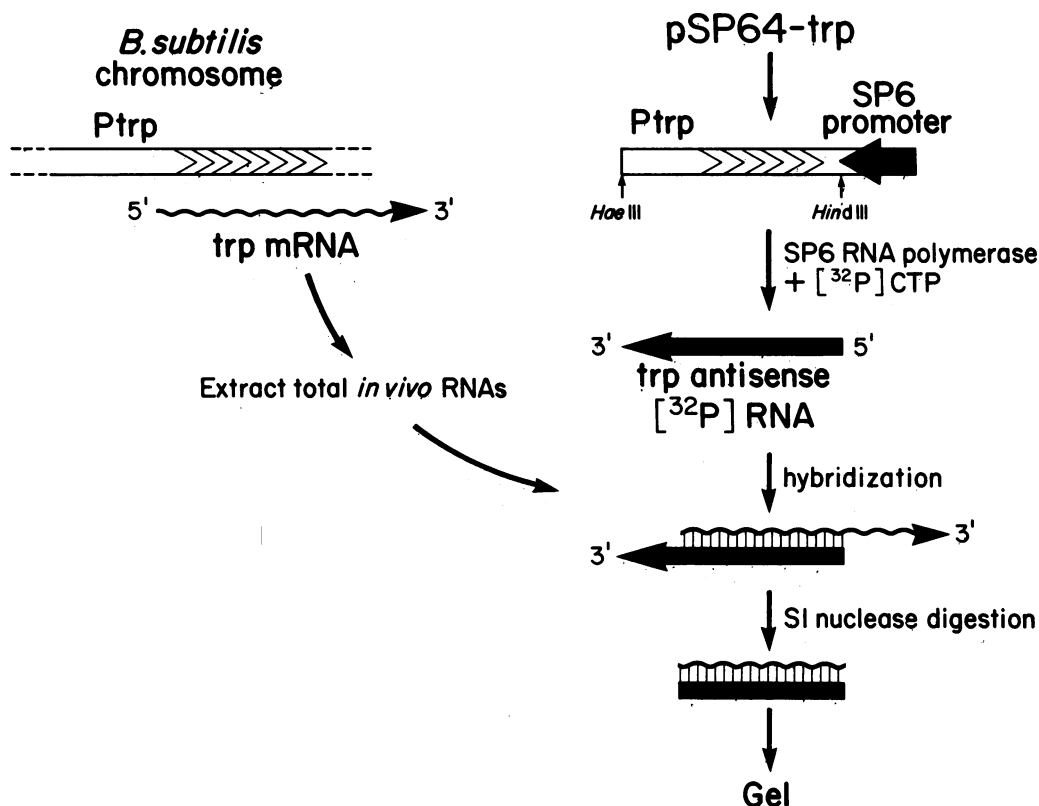 B. subtilis
chromosome
Ptrp
5'
3'
trp mRNA
Extract total in vivo RNAs
pSP64-trp
Ptrp
SP6
promoter
Hae III
Hind III
SP6 RNA polymerase
+ [³²P] CTP
3'
5'
trp antisense
[³²P] RNA
hybridization
3'
3'
SI nuclease digestion
Gel